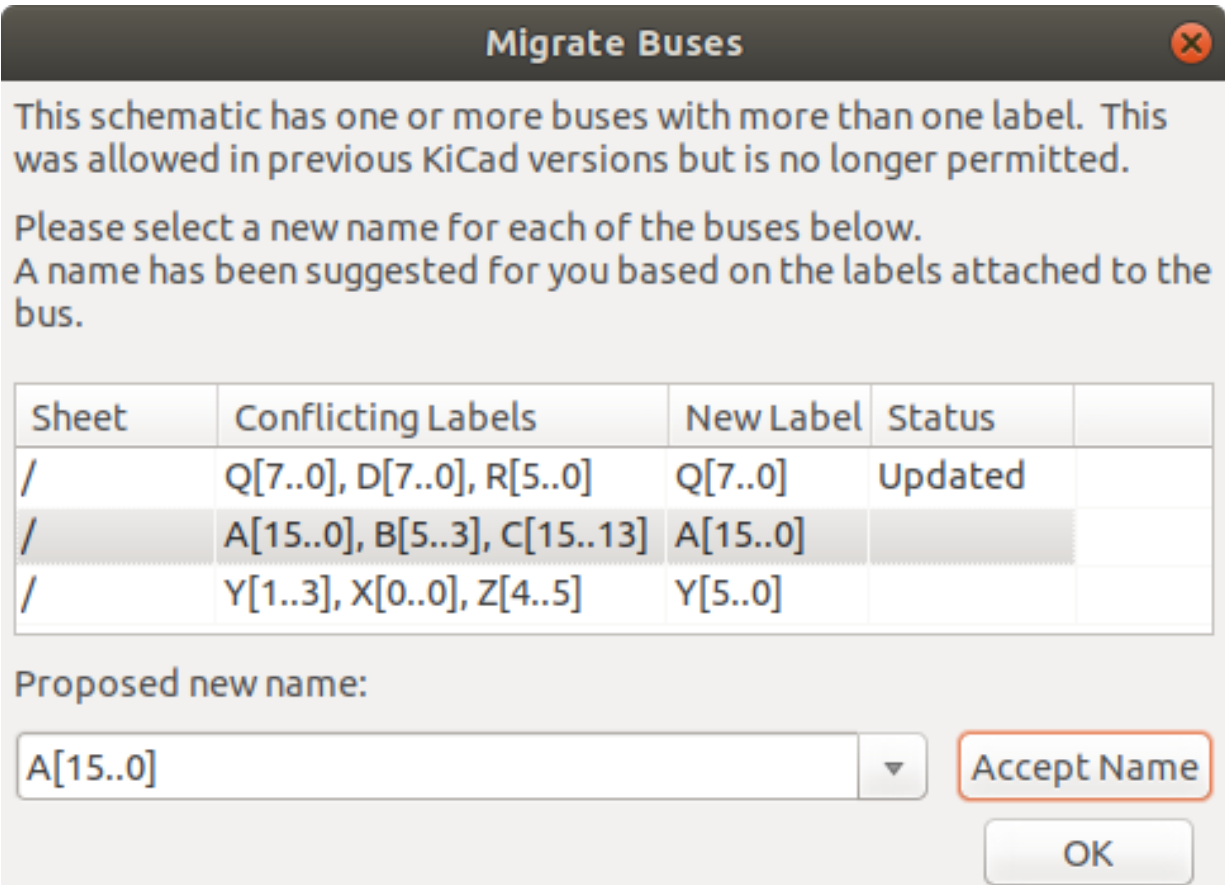 Migrate Buses
This schematic has one or more buses with more than one label.  This
was allowed in previous KiCad versions but is no longer permitted.
Please select a new name for each of the buses below.
A name has been suggested for you based on the labels attached to the
bus.
Sheet Conflicting Labels New Label Status
/ Q[7..0], D[7..0], R[5..0] Q[7..0] Updated
/ A[15..0], B[5..3], C[15..13] A[15..0]
/ Y[1..3], X[0..0], Z[4..5] Y[5..0]
Proposed new name:
A[15..0] Accept Name
OK